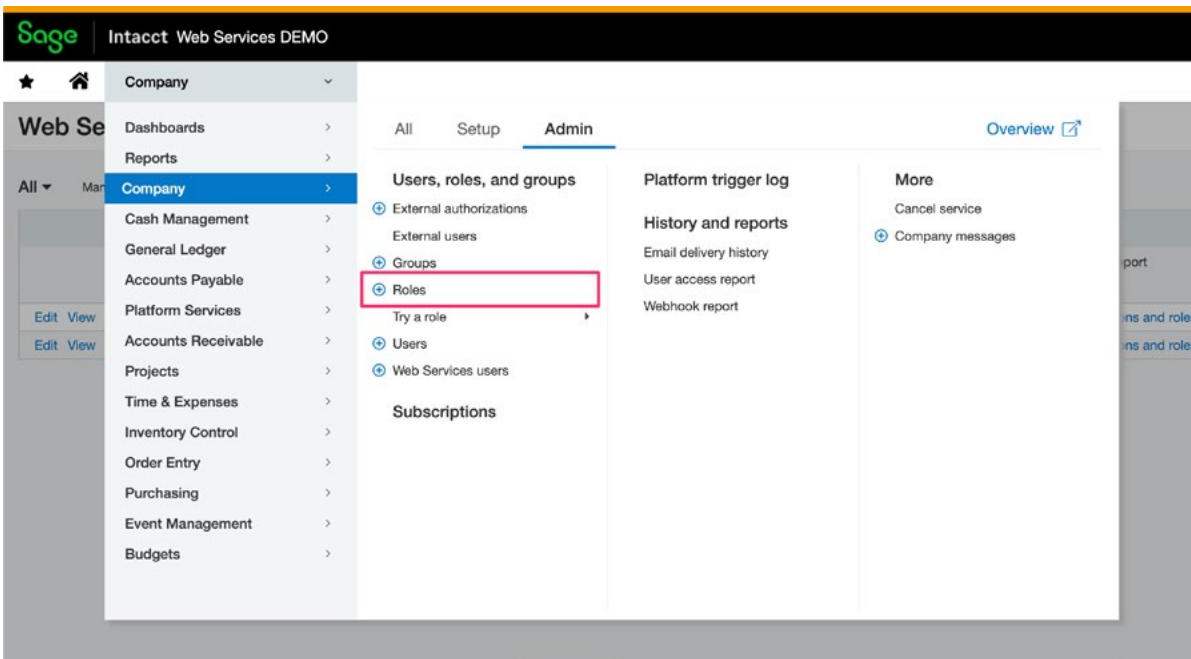 Sage Intacct Web Services DEMO
Company
Web Se
All
Man
Edit View
Edit View
Dashboards
Reports
Company
Cash Management
General Ledger
Accounts Payable
Platform Services
Accounts Receivable
Projects
Time & Expenses
Inventory Control
Order Entry
Purchasing
Event Management
Budgets
All Setup Admin
Overview
Users, roles, and groups
External authorizations
External users
Groups
Roles
Try a role
Users
Web Services users
Subscriptions
Platform trigger log
History and reports
Email delivery history
User access report
Webhook report
More
Cancel service
Company messages
port
ns and role
ns and role